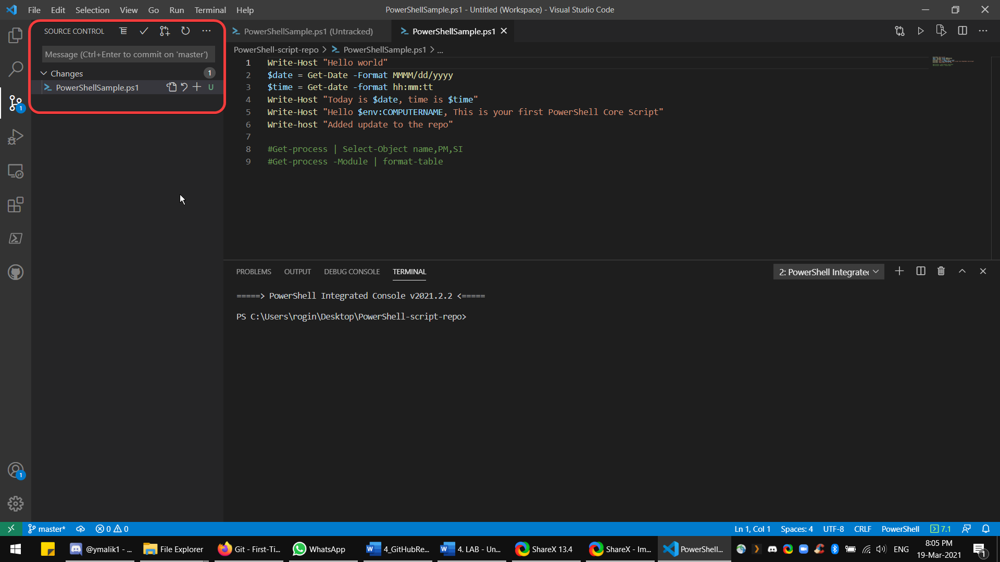 File Edit Selection View Go Run Terminal Help
PowerShellSample.ps1 - Untitled (Workspace) - Visual Studio Code
SOURCE CONTROL
Message (Ctrl+Enter to commit on 'master')
Changes 1
PowerShellSample.ps1 U
1
1
PowerShellSample.ps1 (Untracked) PowerShellSample.ps1
PowerShell-script-repo > PowerShellSample.ps1 > ...
1 Write-Host "Hello world"
2 $date = Get-Date -Format MMMM/dd/yyyy
3 $time = Get-date -format hh:mm:tt
4 Write-Host "Today is $date, time is $time"
5 Write-Host "Hello $env:COMPUTERNAME, This is your first PowerShell Core Script"
6 Write-host "Added update to the repo"
7
8 #Get-process | Select-Object name,PM,SI
9 #Get-process -Module | format-table
PROBLEMS OUTPUT DEBUG CONSOLE TERMINAL
2: PowerShell Integrated
=====> PowerShell Integrated Console v2021.2.2 <=====
PS C:\Users\rogin\Desktop\PowerShell-script-repo>
master* 0 0
Ln 1, Col 1 Spaces: 4 UTF-8 CRLF PowerShell 7.1
@ymalik1 - ... File Explorer Git - First-Ti... WhatsApp 4_GitHubRe... 4. LAB - Un... ShareX 13.4 ShareX - Im... PowerShell...
ENG
8:05 PM
19-Mar-2021
1